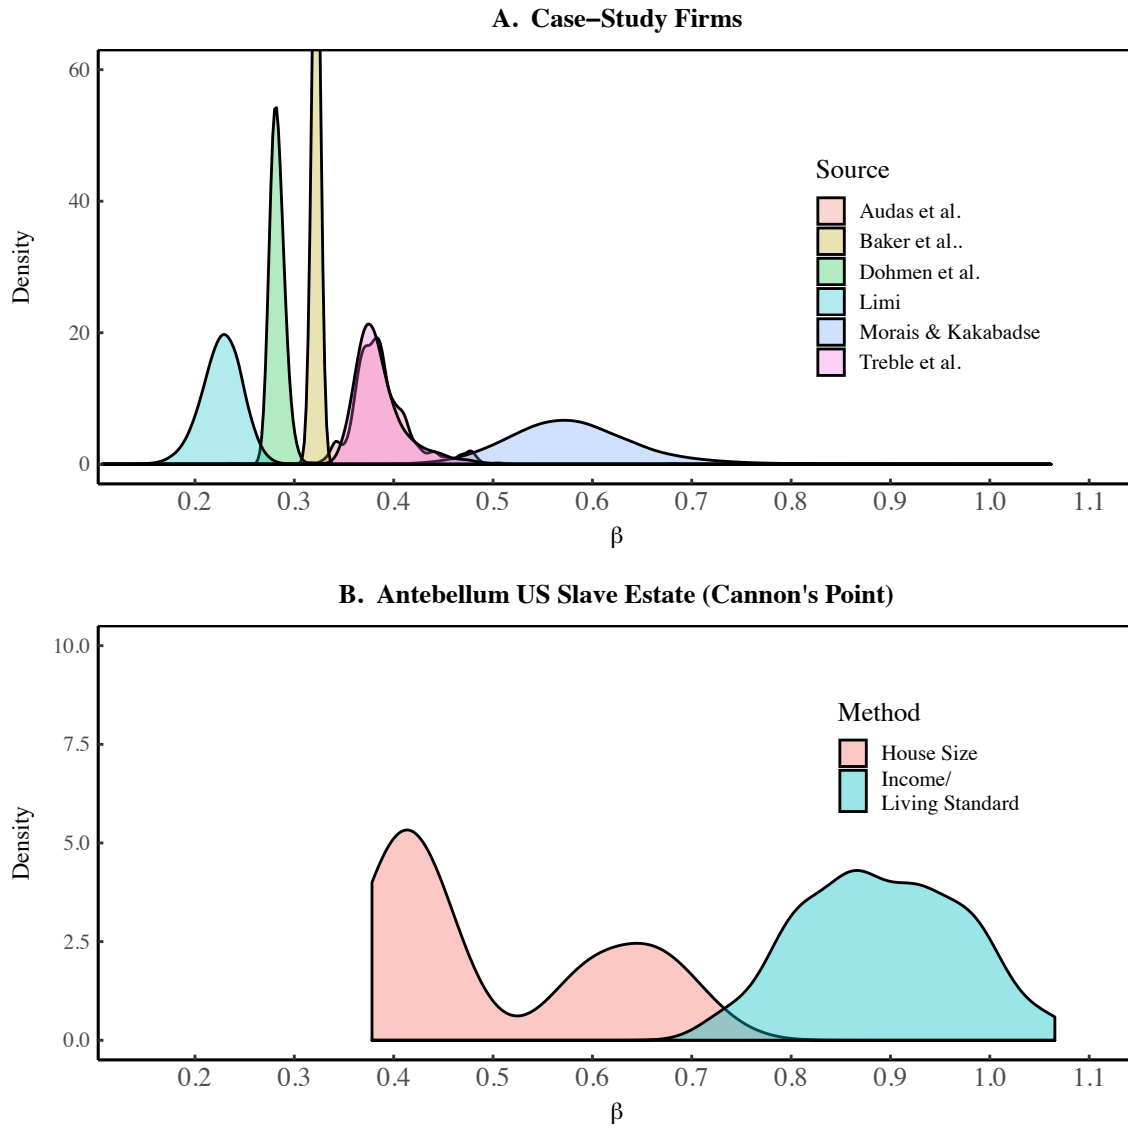 A. Case–Study Firms
60
40
20
0
Density
Source
Audas et al.
Baker et al..
Dohmen et al.
Limi
Morais & Kakabadse
Treble et al.
0.2 0.3 0.4 0.5 0.6 0.7 0.8 0.9 1.0 1.1
β
B. Antebellum US Slave Estate (Cannon's Point)
10.0
7.5
5.0
2.5
0.0
Density
Method
House Size
Income/
Living Standard
0.2 0.3 0.4 0.5 0.6 0.7 0.8 0.9 1.0 1.1
β